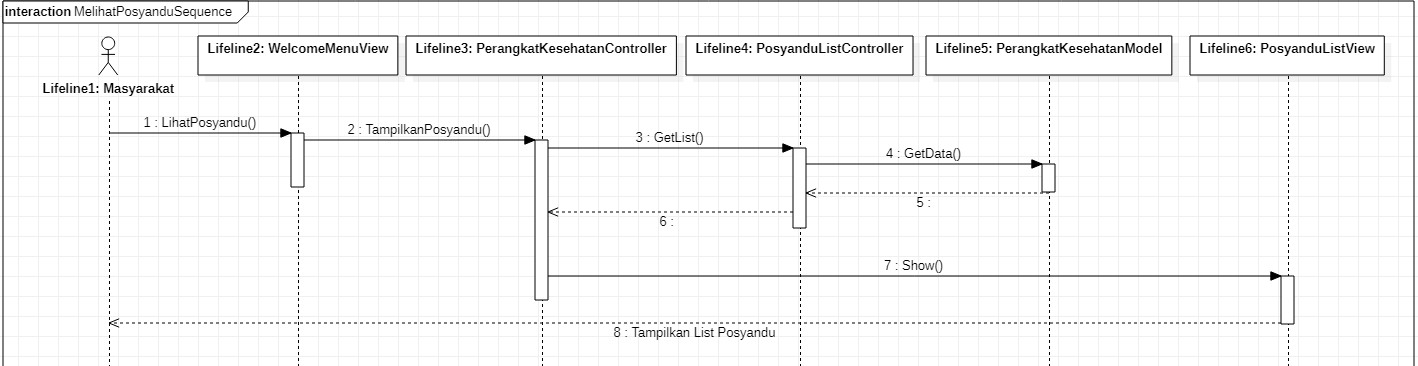 interaction MelihatPosyanduSequence
Lifeline1: Masyarakat
Lifeline2: WelcomeMenuView
Lifeline3: PerangkatKesehatanController
Lifeline4: PosyanduListController
Lifeline5: PerangkatKesehatanModel
Lifeline6: PosyanduListView
1 : LihatPosyandu()
2 : TampilkanPosyandu()
3 : GetList()
4 : GetData()
5 :
6 :
7 : Show()
8 : Tampilkan List Posyandu